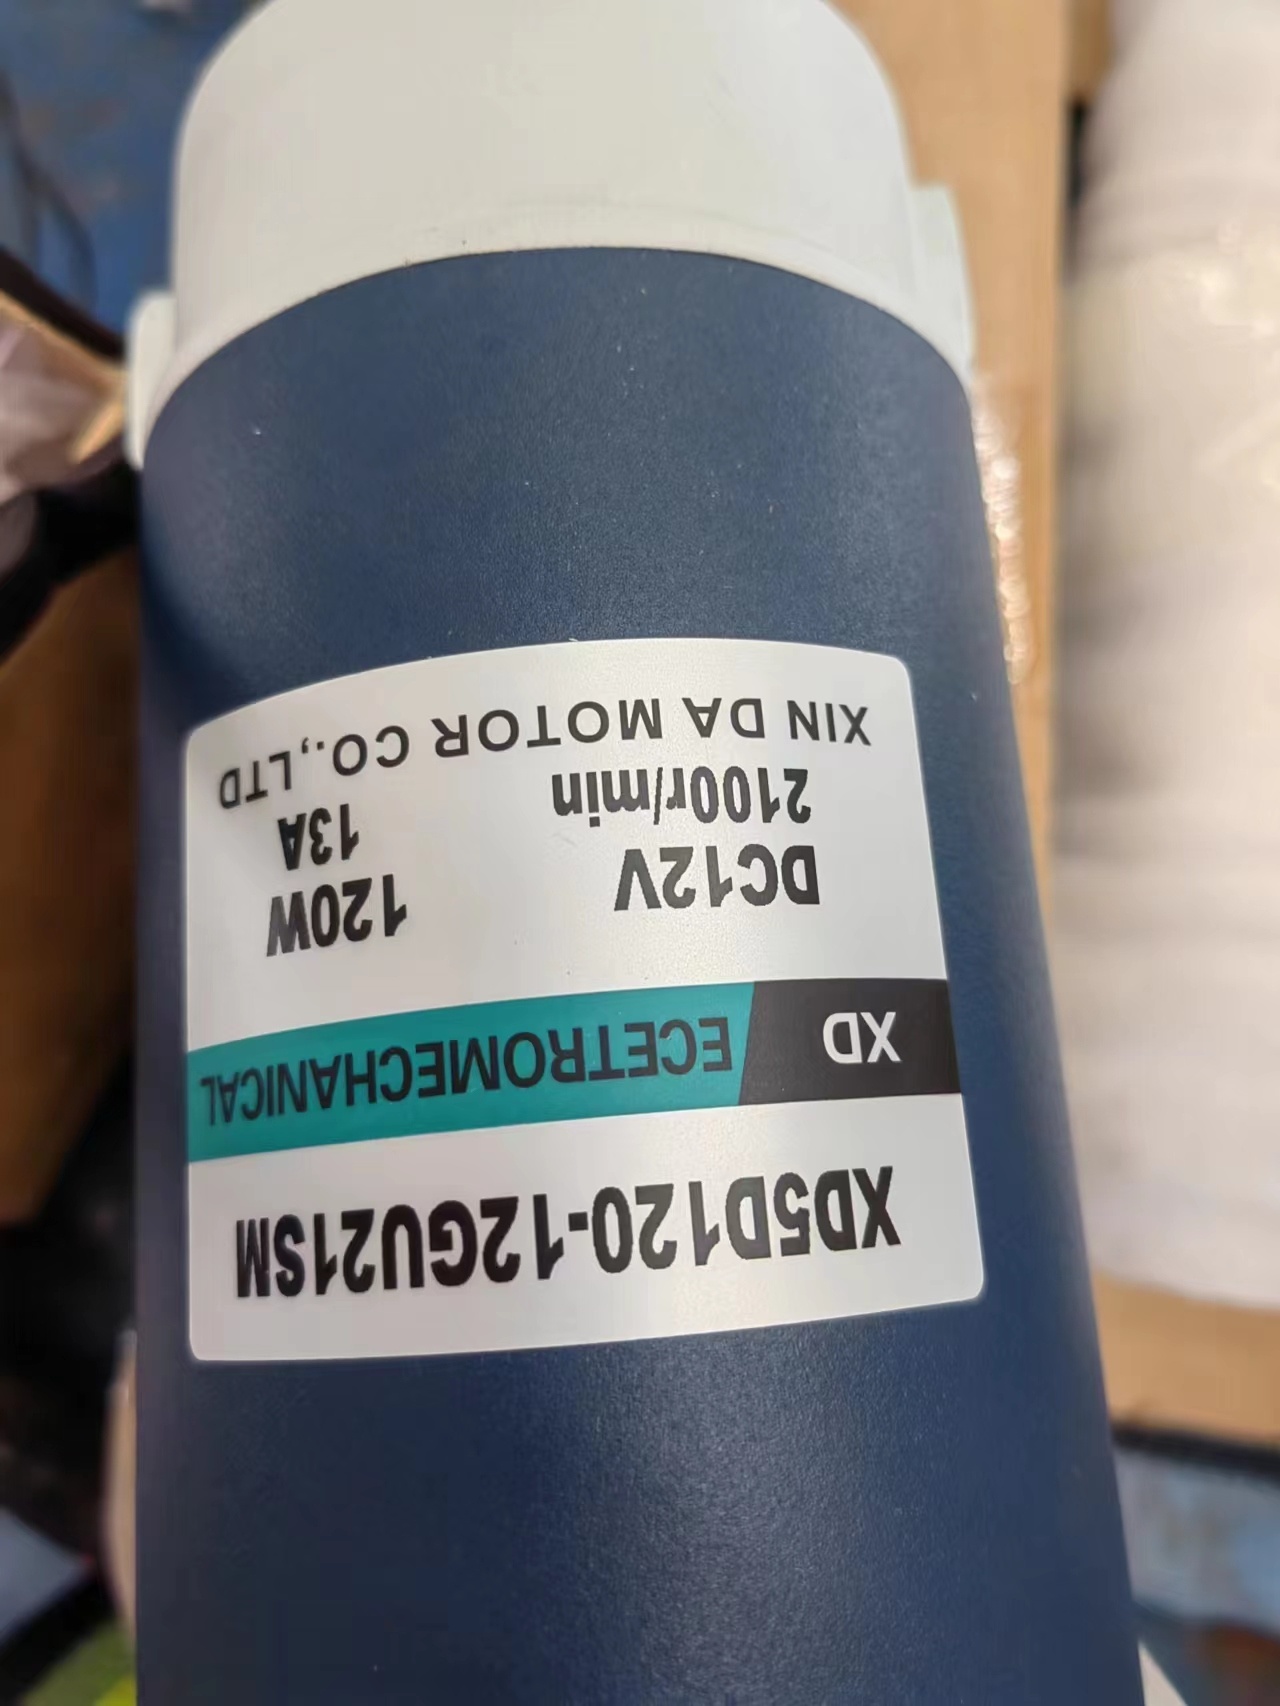 XD5D120-12GU21SM
XD ECETROMECHANICAL
DC12V 120W
2100r/min 13A
XIN DA MOTOR CO.,LTD